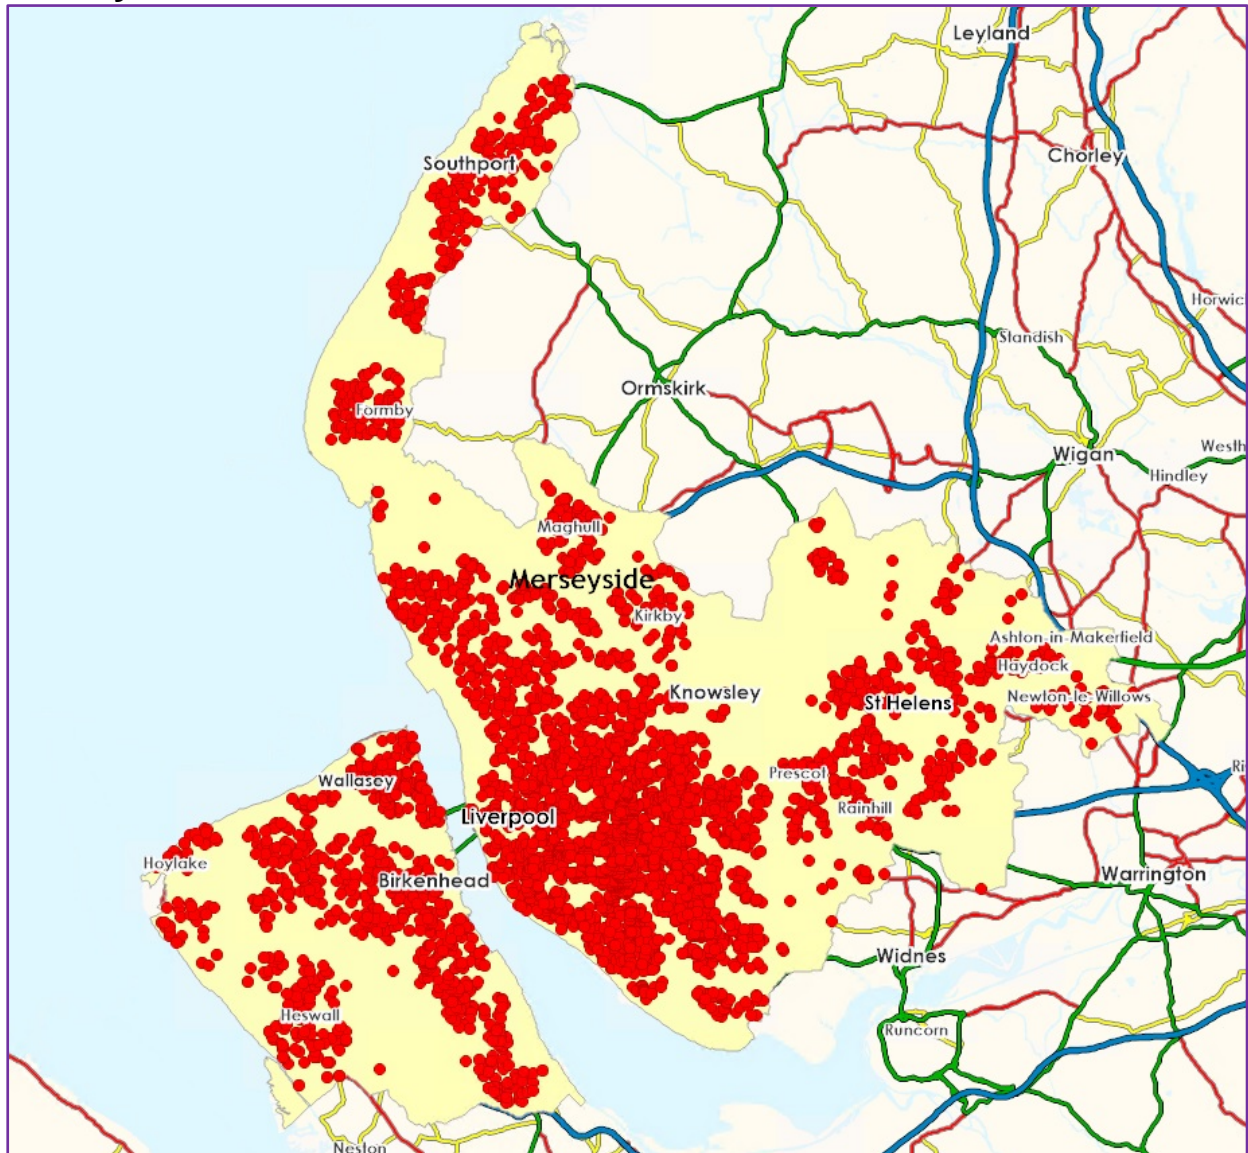 Leyland
Chorley
Southport
Horwic
Standish
Ormskirk
Formby
Wigan
Westh
Hindley
Maghull
Merseyside
Kirkby
Ashton-in-Makerfield
Haydock
Knowsley
St Helens
Newton-le-Willows
Wallasey
Prescot
Ri
Rainhill
Liverpool
Hoylake
Birkenhead
Warrington
Widnes
Heswall
Runcorn
Neston